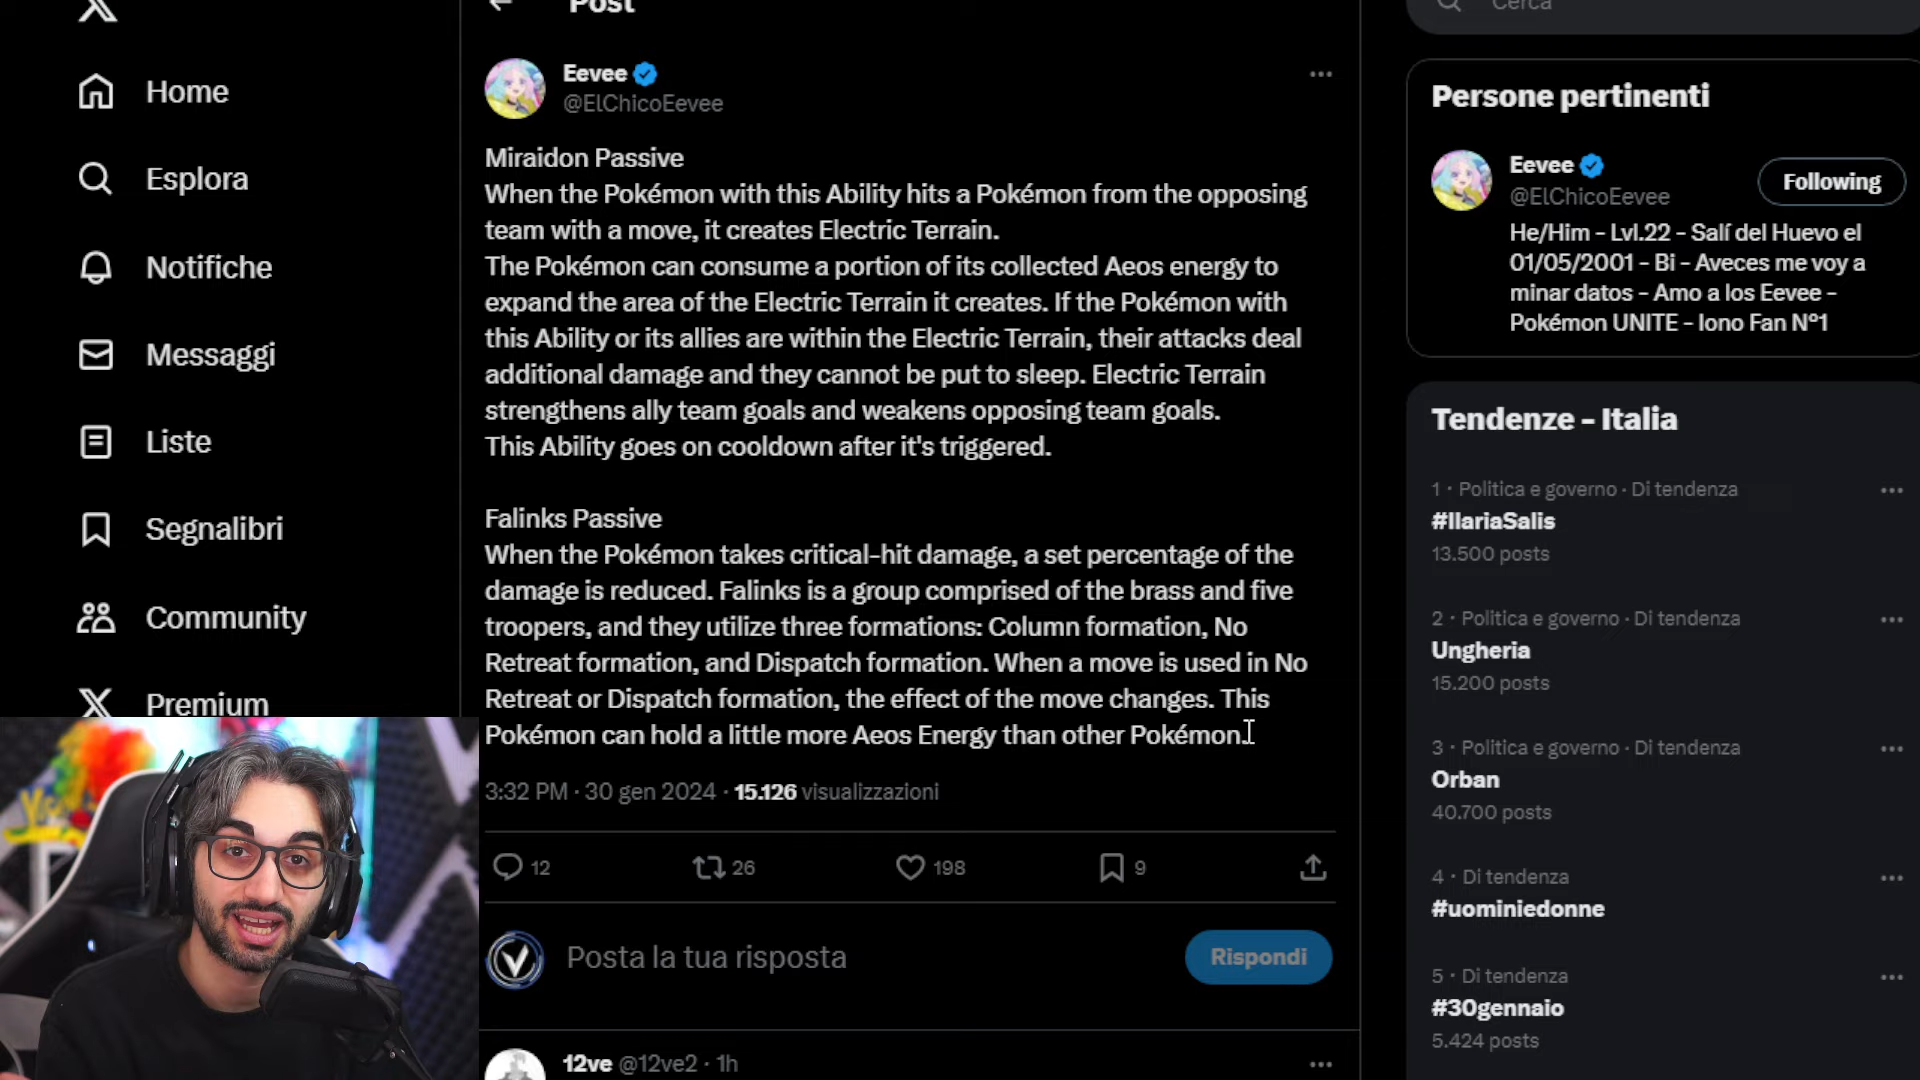 Post
Cerca
Home
Esplora
Notifiche
Messaggi
Liste
Segnalibri
Community
Premium
Eevee
@ElChicoEevee
Miraidon Passive
When the Pokémon with this Ability hits a Pokémon from the opposing
team with a move, it creates Electric Terrain.
The Pokémon can consume a portion of its collected Aeos energy to
expand the area of the Electric Terrain it creates. If the Pokémon with
this Ability or its allies are within the Electric Terrain, their attacks deal
additional damage and they cannot be put to sleep. Electric Terrain
strengthens ally team goals and weakens opposing team goals.
This Ability goes on cooldown after it's triggered.
Falinks Passive
When the Pokémon takes critical-hit damage, a set percentage of the
damage is reduced. Falinks is a group comprised of the brass and five
troopers, and they utilize three formations: Column formation, No
Retreat formation, and Dispatch formation. When a move is used in No
Retreat or Dispatch formation, the effect of the move changes. This
Pokémon can hold a little more Aeos Energy than other Pokémon.
3:32 PM · 30 gen 2024 · 15.126 visualizzazioni
12 26 198 9
Posta la tua risposta
Rispondi
12ve @12ve2 · 1h
Persone pertinenti
Eevee
@ElChicoEevee
Following
He/Him - Lvl.22 - Salí del Huevo el
01/05/2001 - Bi - Aveces me voy a
minar datos - Amo a los Eevee -
Pokémon UNITE - Iono Fan Nº1
Tendenze - Italia
1 · Politica e governo · Di tendenza
#IlariaSalis
13.500 posts
2 · Politica e governo · Di tendenza
Ungheria
15.200 posts
3 · Politica e governo · Di tendenza
Orban
40.700 posts
4 · Di tendenza
#uominiedonne
5 · Di tendenza
#30gennaio
5.424 posts